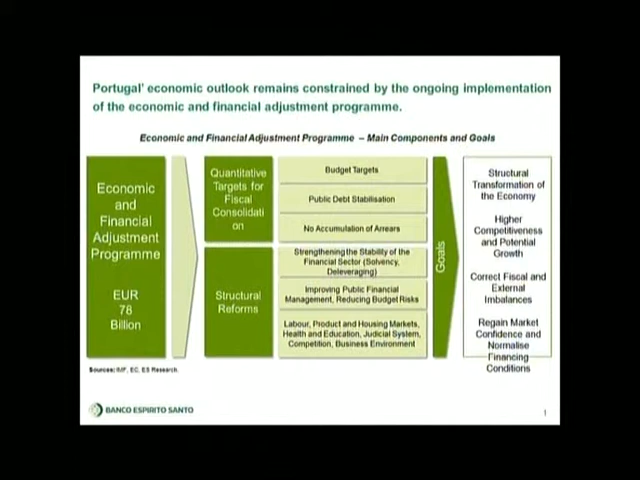 Portugal' economic outlook remains constrained by the ongoing implementation
of the economic and financial adjustment programme.
Economic and Financial Adjustment Programme – Main Components and Goals
Economic
and
Financial
Adjustment
Programme
EUR
78
Billion
Quantitative
Targets for
Fiscal
Consolidati
on
Structural
Reforms
Budget Targets
Public Debt Stabilisation
No Accumulation of Arrears
Strengthening the Stability of the
Financial Sector (Solvency,
Deleveraging)
Improving Public Financial
Management, Reducing Budget Risks
Labour, Product and Housing Markets,
Health and Education, Judicial System,
Competition, Business Environment
Goals
Structural
Transformation of
the Economy
Higher
Competitiveness
and Potential
Growth
Correct Fiscal and
External
Imbalances
Regain Market
Confidence and
Normalise
Financing
Conditions
Sources: IMF, EC, ES Research.
BANCO ESPIRITO SANTO
1